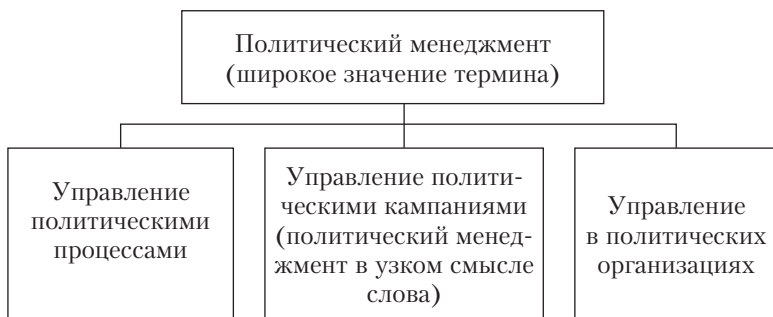 Политический менеджмент
(широкое значение термина)
Управление
политическими
процессами
Управление полити-
ческими кампаниями
(политический менед-
жмент в узком смысле
слова)
Управление
в политических
организациях